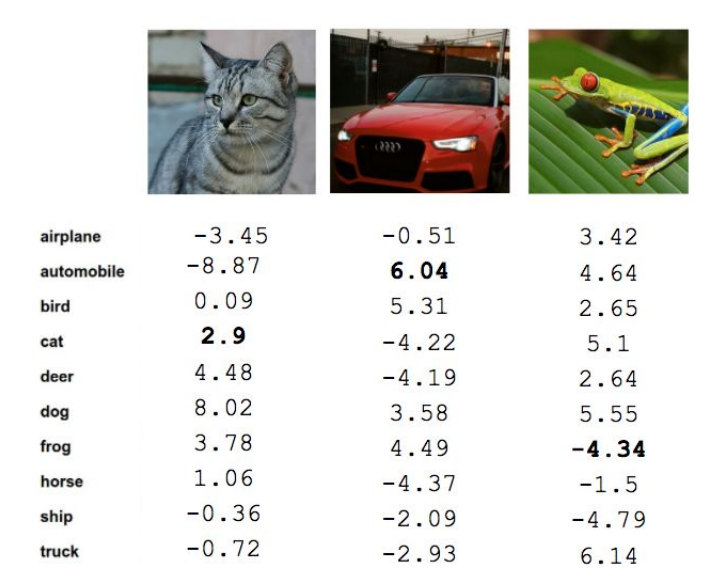 airplane -3.45 -0.51 3.42
automobile -8.87 6.04 4.64
bird 0.09 5.31 2.65
cat 2.9 -4.22 5.1
deer 4.48 -4.19 2.64
dog 8.02 3.58 5.55
frog 3.78 4.49 -4.34
horse 1.06 -4.37 -1.5
ship -0.36 -2.09 -4.79
truck -0.72 -2.93 6.14